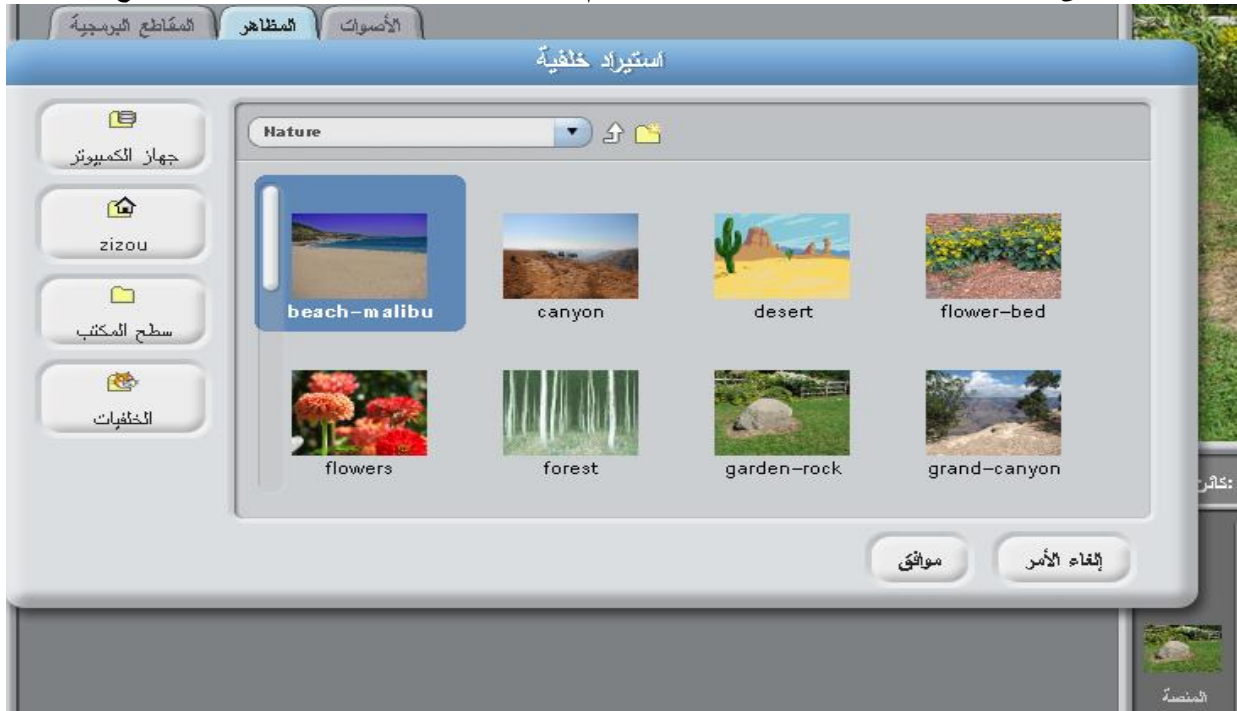 المقاطع البرمجية
المظاهر
الأصوات
استيراد خلفية
جهاز الكمبيوتر
zizou
سطح المكتب
الخلفيات
Nature
beach-malibu
canyon
desert
flower-bed
flowers
forest
garden-rock
grand-canyon
موافق
إلغاء الأمر
كائن:
المنصة